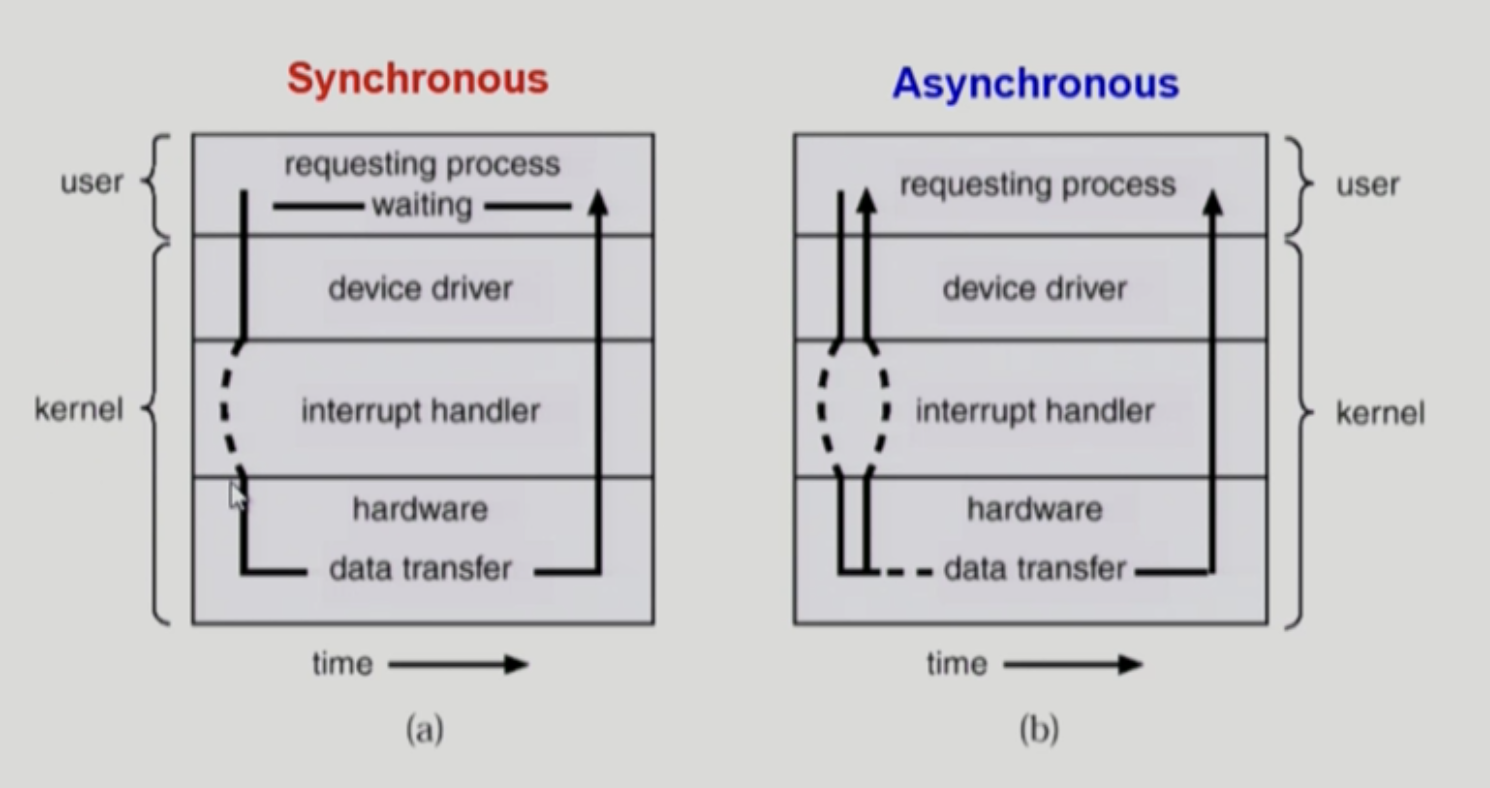 Synchronous
user
requesting process
waiting
device driver
kernel
interrupt handler
hardware
data transfer
time
(a)
Asynchronous
requesting process
user
device driver
interrupt handler
kernel
hardware
data transfer
time
(b)